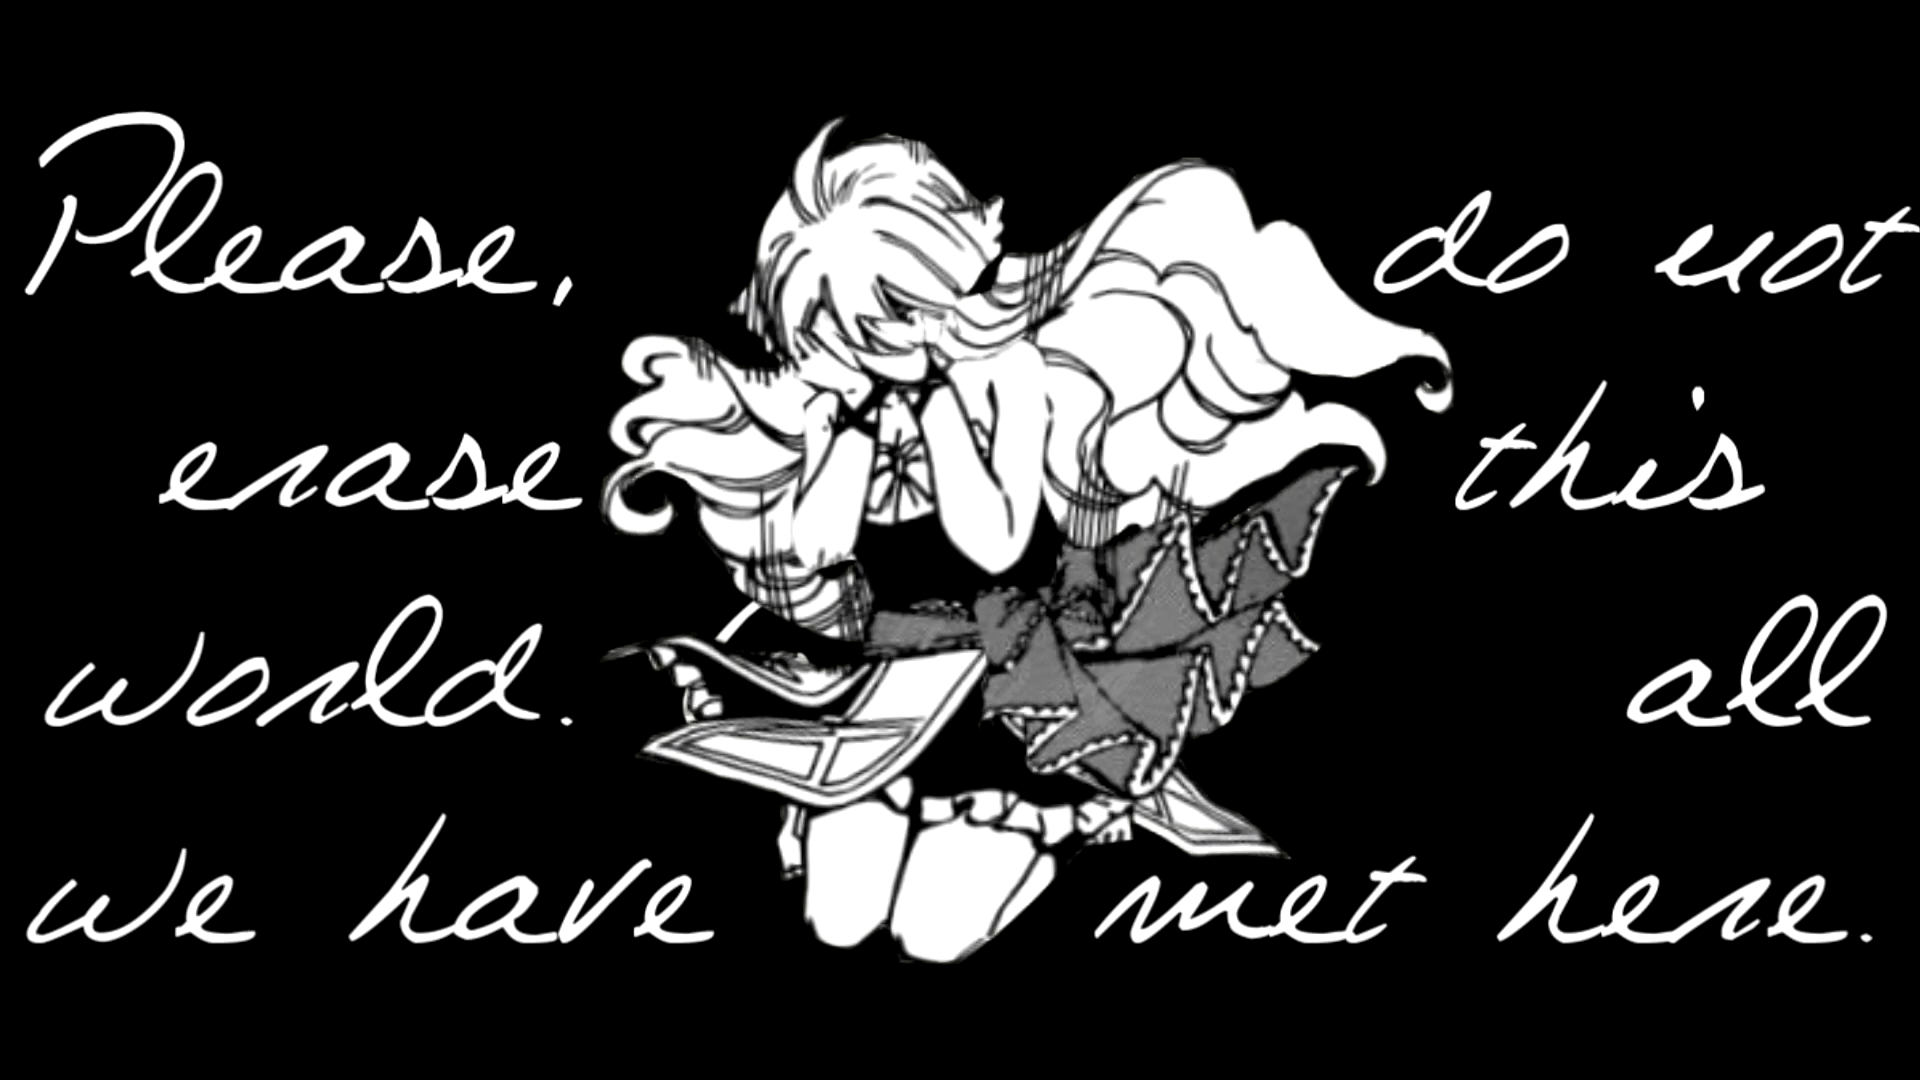 Please, do not
erase this
world. all
we have met here.